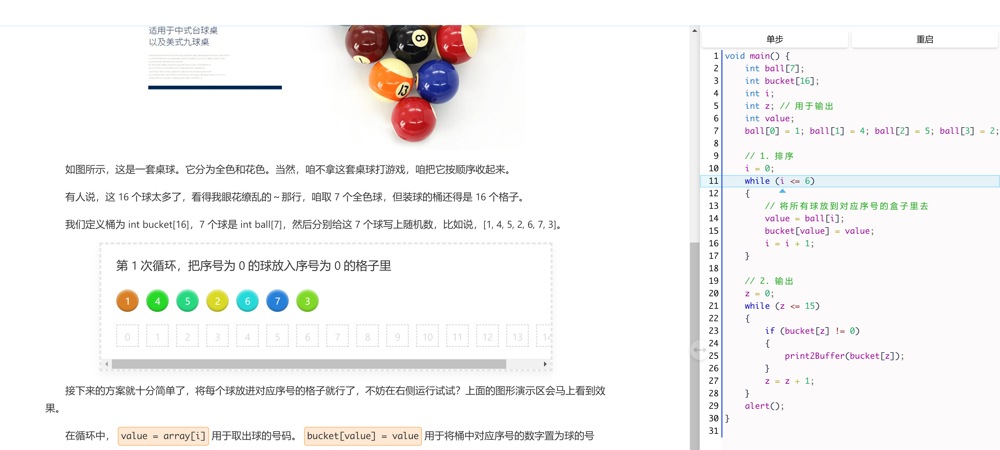 适用于中式台球桌
以及美式九球桌
8
13
如图所示，这是一套桌球。它分为全色和花色。当然，咱不拿这套桌球打游戏，咱把它按顺序收起来。
有人说，这 16 个球太多了，看得我眼花缭乱的～那行，咱取 7 个全色球，但装球的桶还得是 16 个格子。
我们定义桶为 int bucket[16]，7 个球是 int ball[7]，然后分别给这 7 个球写上随机数，比如说，[1, 4, 5, 2, 6, 7, 3]。
第 1 次循环，把序号为 0 的球放入序号为 0 的格子里
1 4 5 2 6 7 3
0 1 2 3 4 5 6 7 8 9 10 11 12 13 14
接下来的方案就十分简单了，将每个球放进对应序号的格子就行了，不妨在右侧运行试试？上面的图形演示区会马上看到效
果。
在循环中， value = array[i] 用于取出球的号码。 bucket[value] = value 用于将桶中对应序号的数字置为球的号
单步 重启
1 void main() {
2 int ball[7];
3 int bucket[16];
4 int i;
5 int z; // 用于输出
6 int value;
7 ball[0] = 1; ball[1] = 4; ball[2] = 5; ball[3] = 2;
8
9 // 1. 排序
10 i = 0;
11 while (i <= 6)
12 {
13 // 将所有球放到对应序号的盒子里去
14 value = ball[i];
15 bucket[value] = value;
16 i = i + 1;
17 }
18
19 // 2. 输出
20 z = 0;
21 while (z <= 15)
22 {
23 if (bucket[z] != 0)
24 {
25 print2Buffer(bucket[z]);
26 }
27 z = z + 1;
28 }
29 alert();
30 }
31